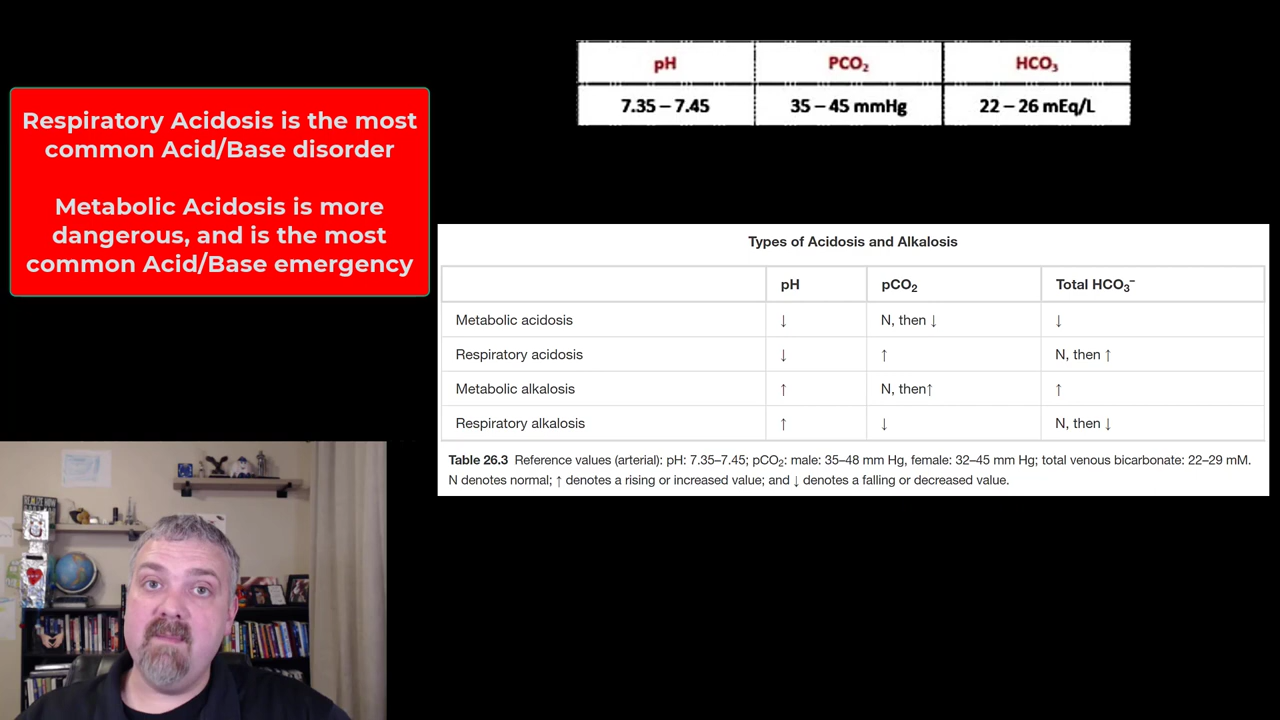 pH PCO₂ HCO₃
7.35 – 7.45 35 – 45 mmHg 22 – 26 mEq/L
Respiratory Acidosis is the most
common Acid/Base disorder
Metabolic Acidosis is more
dangerous, and is the most
common Acid/Base emergency
Types of Acidosis and Alkalosis
pH pCO₂ Total HCO₃⁻
Metabolic acidosis ↓ N, then ↓ ↓
Respiratory acidosis ↓ ↑ N, then ↑
Metabolic alkalosis ↑ N, then↑ ↑
Respiratory alkalosis ↑ ↓ N, then ↓
Table 26.3 Reference values (arterial): pH: 7.35–7.45; pCO₂: male: 35–48 mm Hg, female: 32–45 mm Hg; total venous bicarbonate: 22–29 mM.
N denotes normal; ↑ denotes a rising or increased value; and ↓ denotes a falling or decreased value.